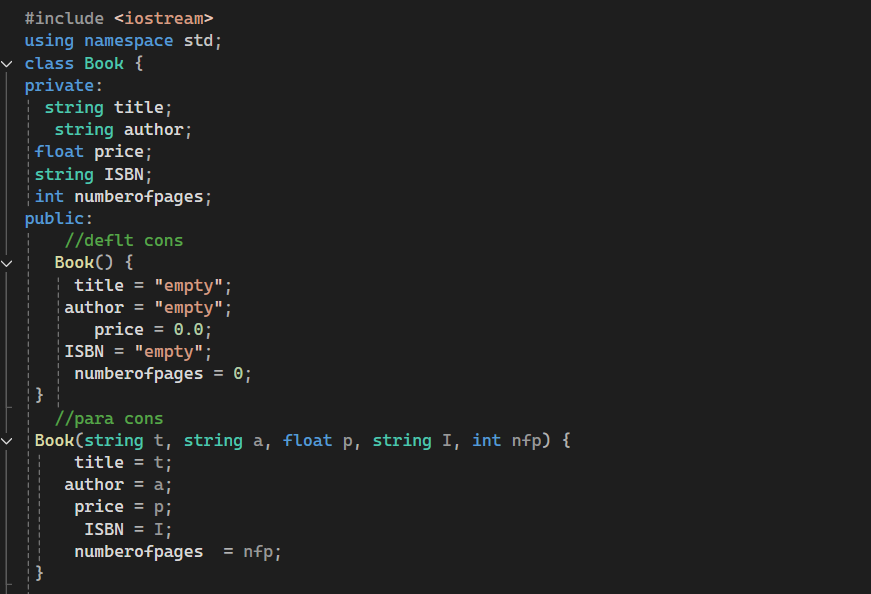 #include <iostream>
using namespace std;
class Book {
private:
string title;
string author;
float price;
string ISBN;
int numberofpages;
public:
//deflt cons
Book() {
title = "empty";
author = "empty";
price = 0.0;
ISBN = "empty";
numberofpages = 0;
}
//para cons
Book(string t, string a, float p, string I, int nfp) {
title = t;
author = a;
price = p;
ISBN = I;
numberofpages  = nfp;
}